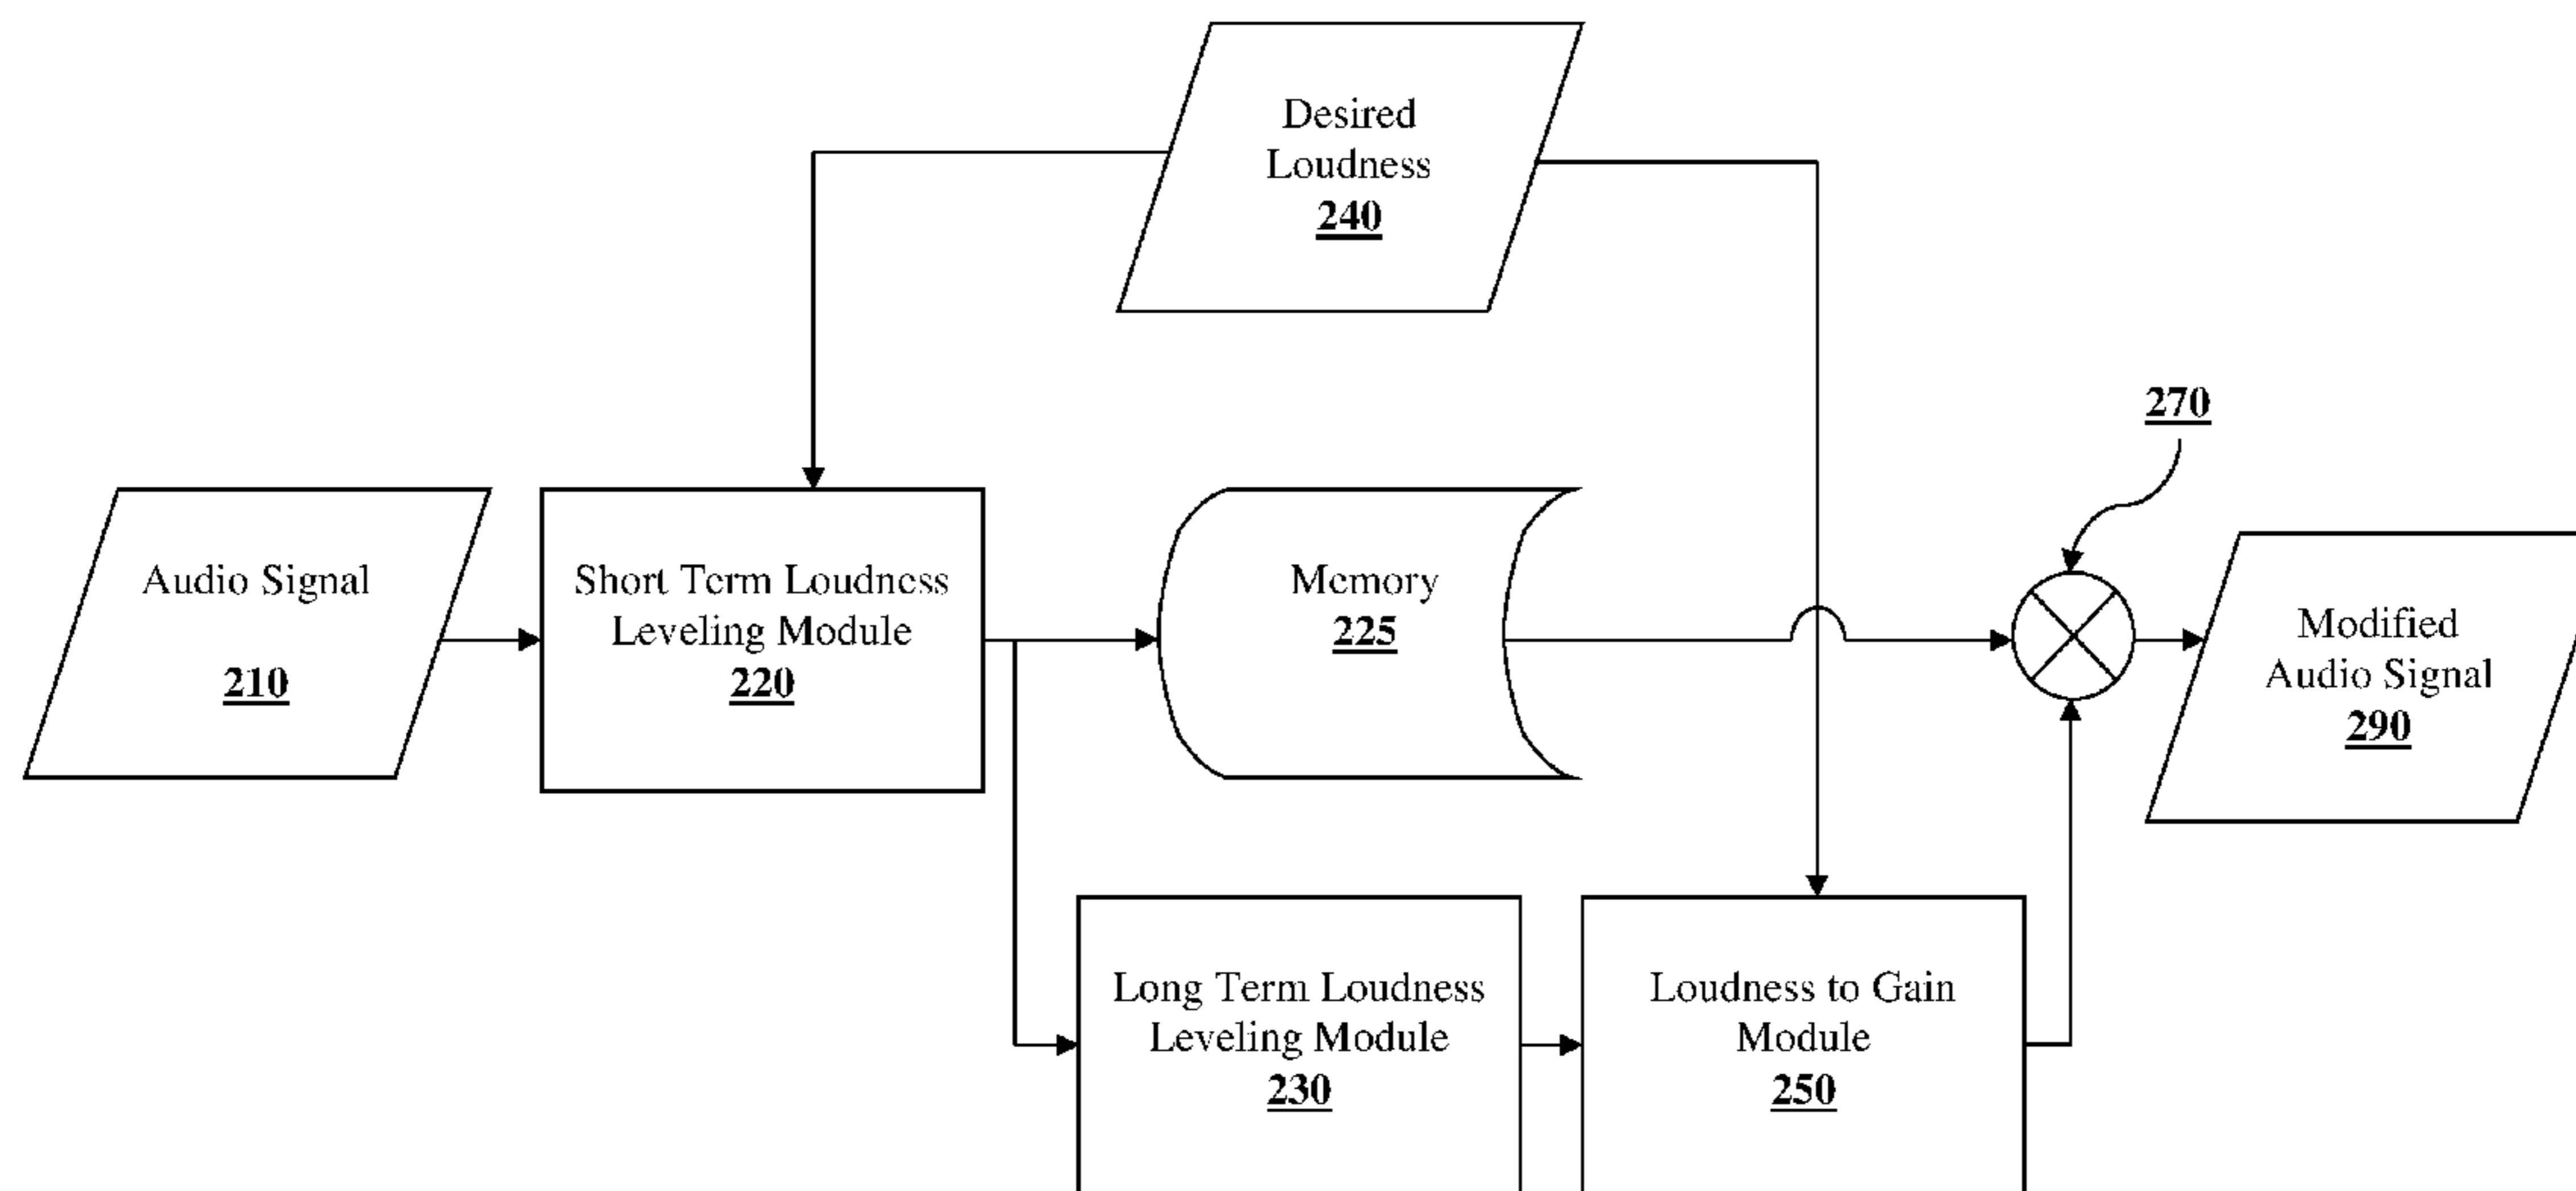 Desired
Loudness
240
270
Audio Signal
210
Short Term Loudness
Leveling Module
220
Memory
225
Modified
Audio Signal
290
Long Term Loudness
Leveling Module
230
Loudness to Gain
Module
250